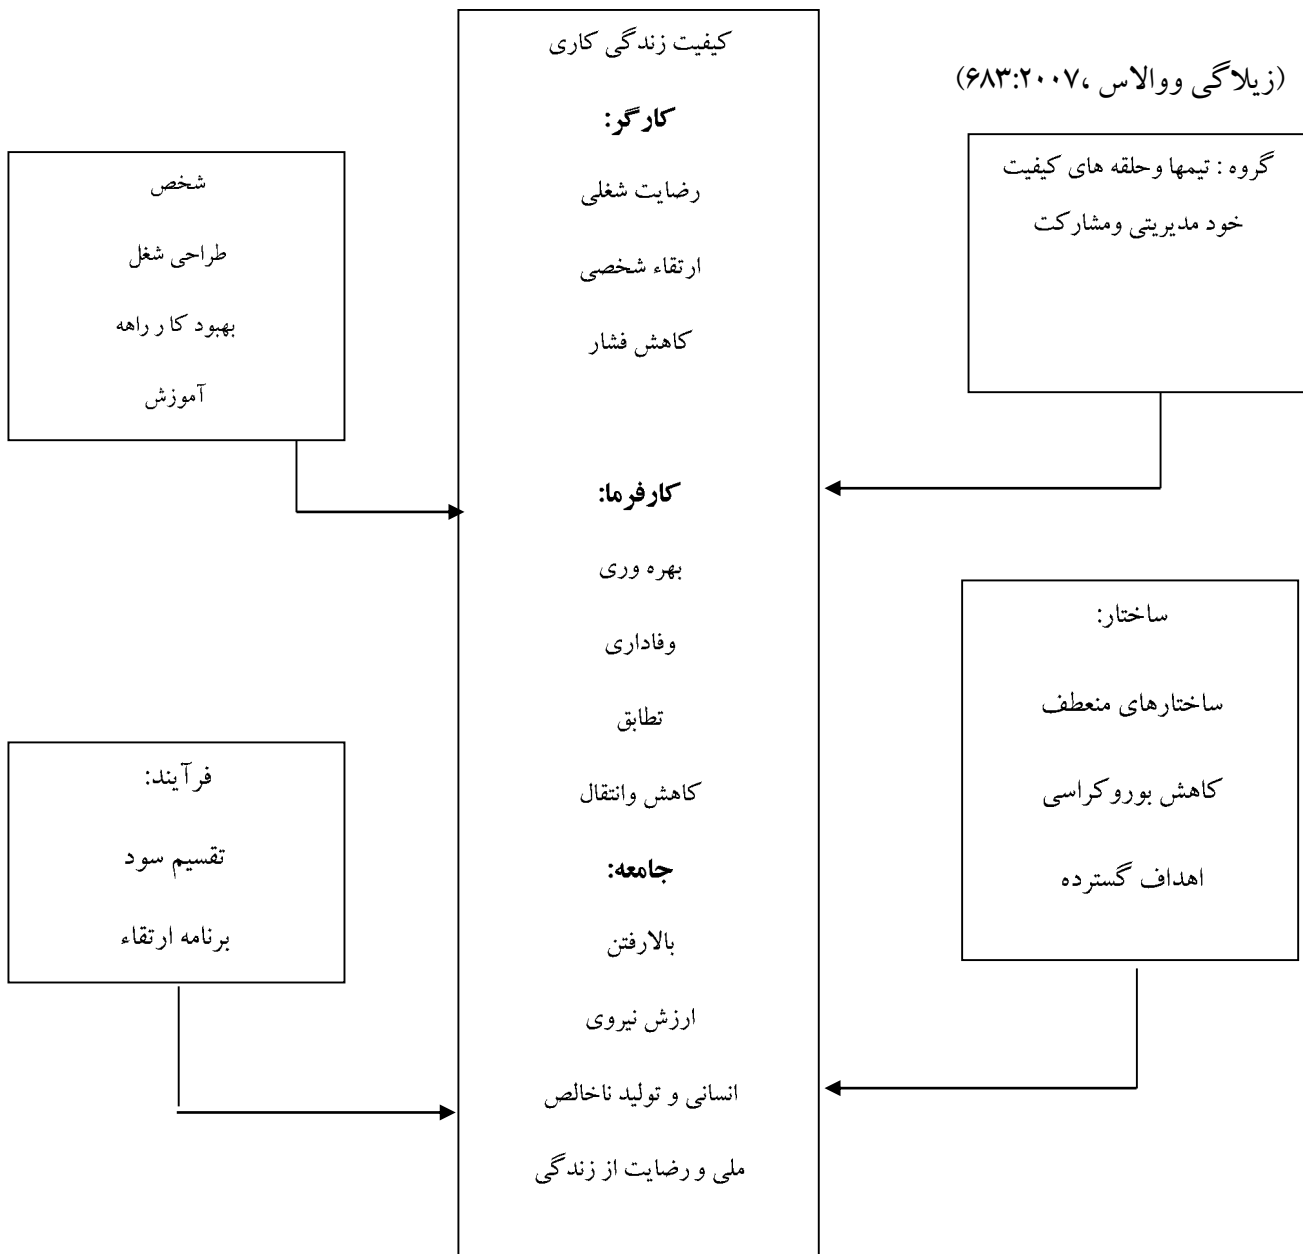 (زیلاگی ووالاس ،۶۸۳:۲۰۰۷)
کیفیت زندگی کاری
کارگر:
رضایت شغلی
ارتقاء شخصی
کاهش فشار
کارفرما:
بهره وری
وفاداری
تطابق
کاهش وانتقال
جامعه:
بالارفتن
ارزش نیروی
انسانی و تولید ناخالص
ملی و رضایت از زندگی
گروه : تیمها وحلقه های کیفیت
خود مدیریتی ومشارکت
ساختار:
ساختارهای منعطف
کاهش بوروکراسی
اهداف گسترده
شخص
طراحی شغل
بهبود کا ر راهه
آموزش
فرآیند:
تقسیم سود
برنامه ارتقاء